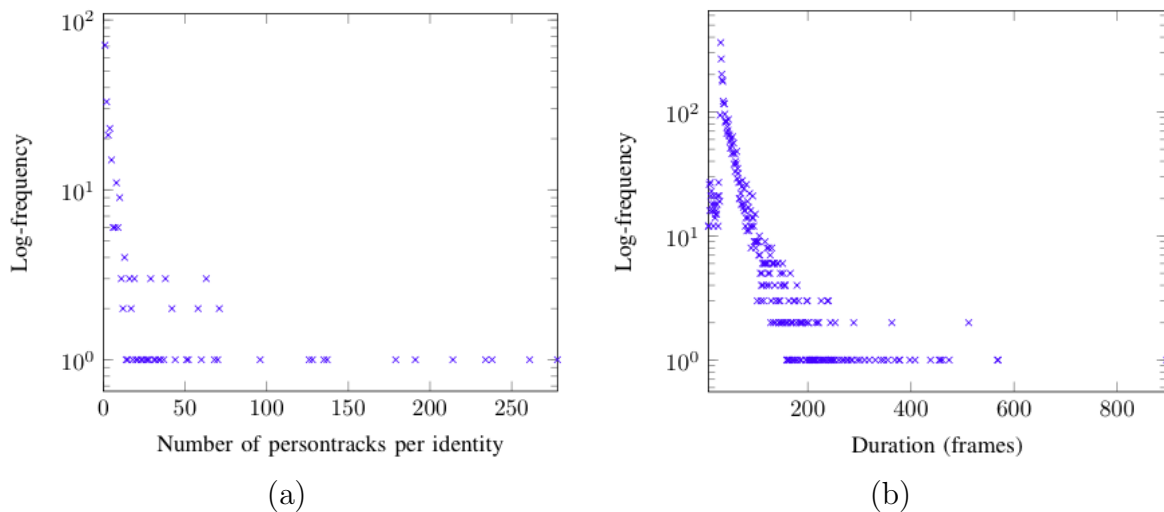 10^2
10^1
10^0
Log-frequency
0 50 100 150 200 250
Number of persontracks per identity
(a)
10^2
10^1
10^0
Log-frequency
200 400 600 800
Duration (frames)
(b)